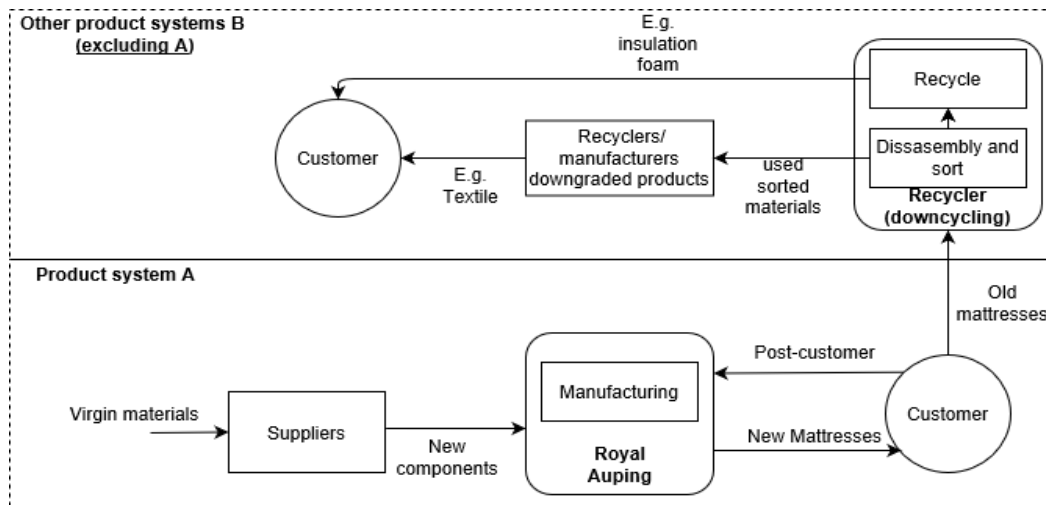 Other product systems B
(excluding A)
E.g.
insulation
foam
Recycle
Customer
Recyclers/
manufacturers
downgraded products
Dissasembly and
sort
E.g.
Textile
used
sorted
materials
Recycler
(downcycling)
Product system A
Old
mattresses
Post-customer
Manufacturing
Virgin materials
Suppliers
Customer
New Mattresses
New
components
Royal
Auping